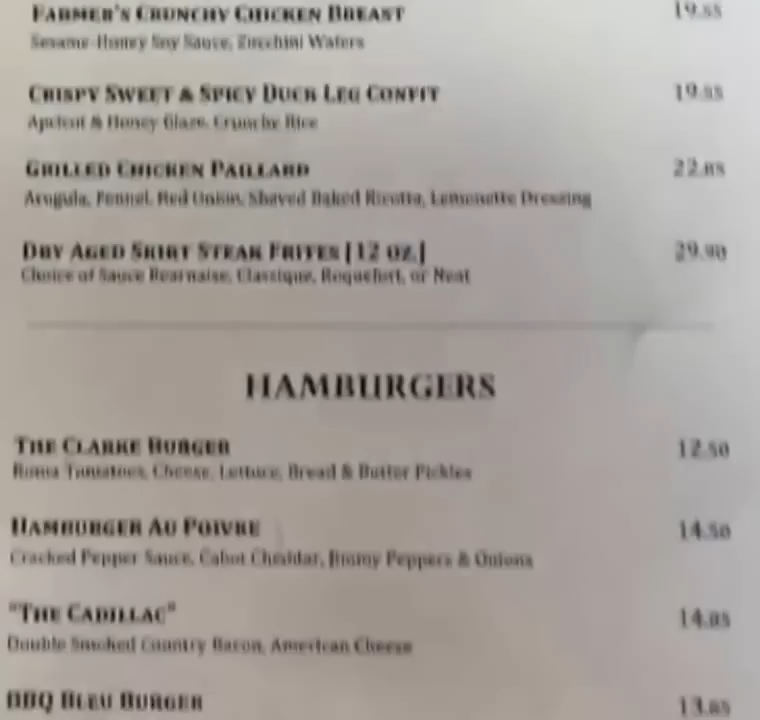 FARMER'S CRUNCHY CHICKEN BREAST
Sesame-Honey Soy Sauce, Zucchini Wafers
CRISPY SWEET & SPICY DUCK LEG CONFIT
Apricot & Honey Glaze, Crunchy Rice
GRILLED CHICKEN PAILLARD
Arugula, Fennel, Red Onion, Shaved Baked Ricotta, Lemonette Dressing
DRY AGED SKIRT STEAK FRITES [12 OZ.] 29.90
Choice of Sauce Bearnaise, Classique, Roquefort, or Neat
HAMBURGERS
THE CLARKE BURGER 12.50
Roma Tomatoes, Cheese, Lettuce, Bread & Butter Pickles
HAMBURGER AU POIVRE 14.50
Cracked Pepper Sauce, Cabot Cheddar, Peppers & Onions
"THE CADILLAC"
Double Smoked Country Bacon, American Cheese
BBQ BLEU BURGER